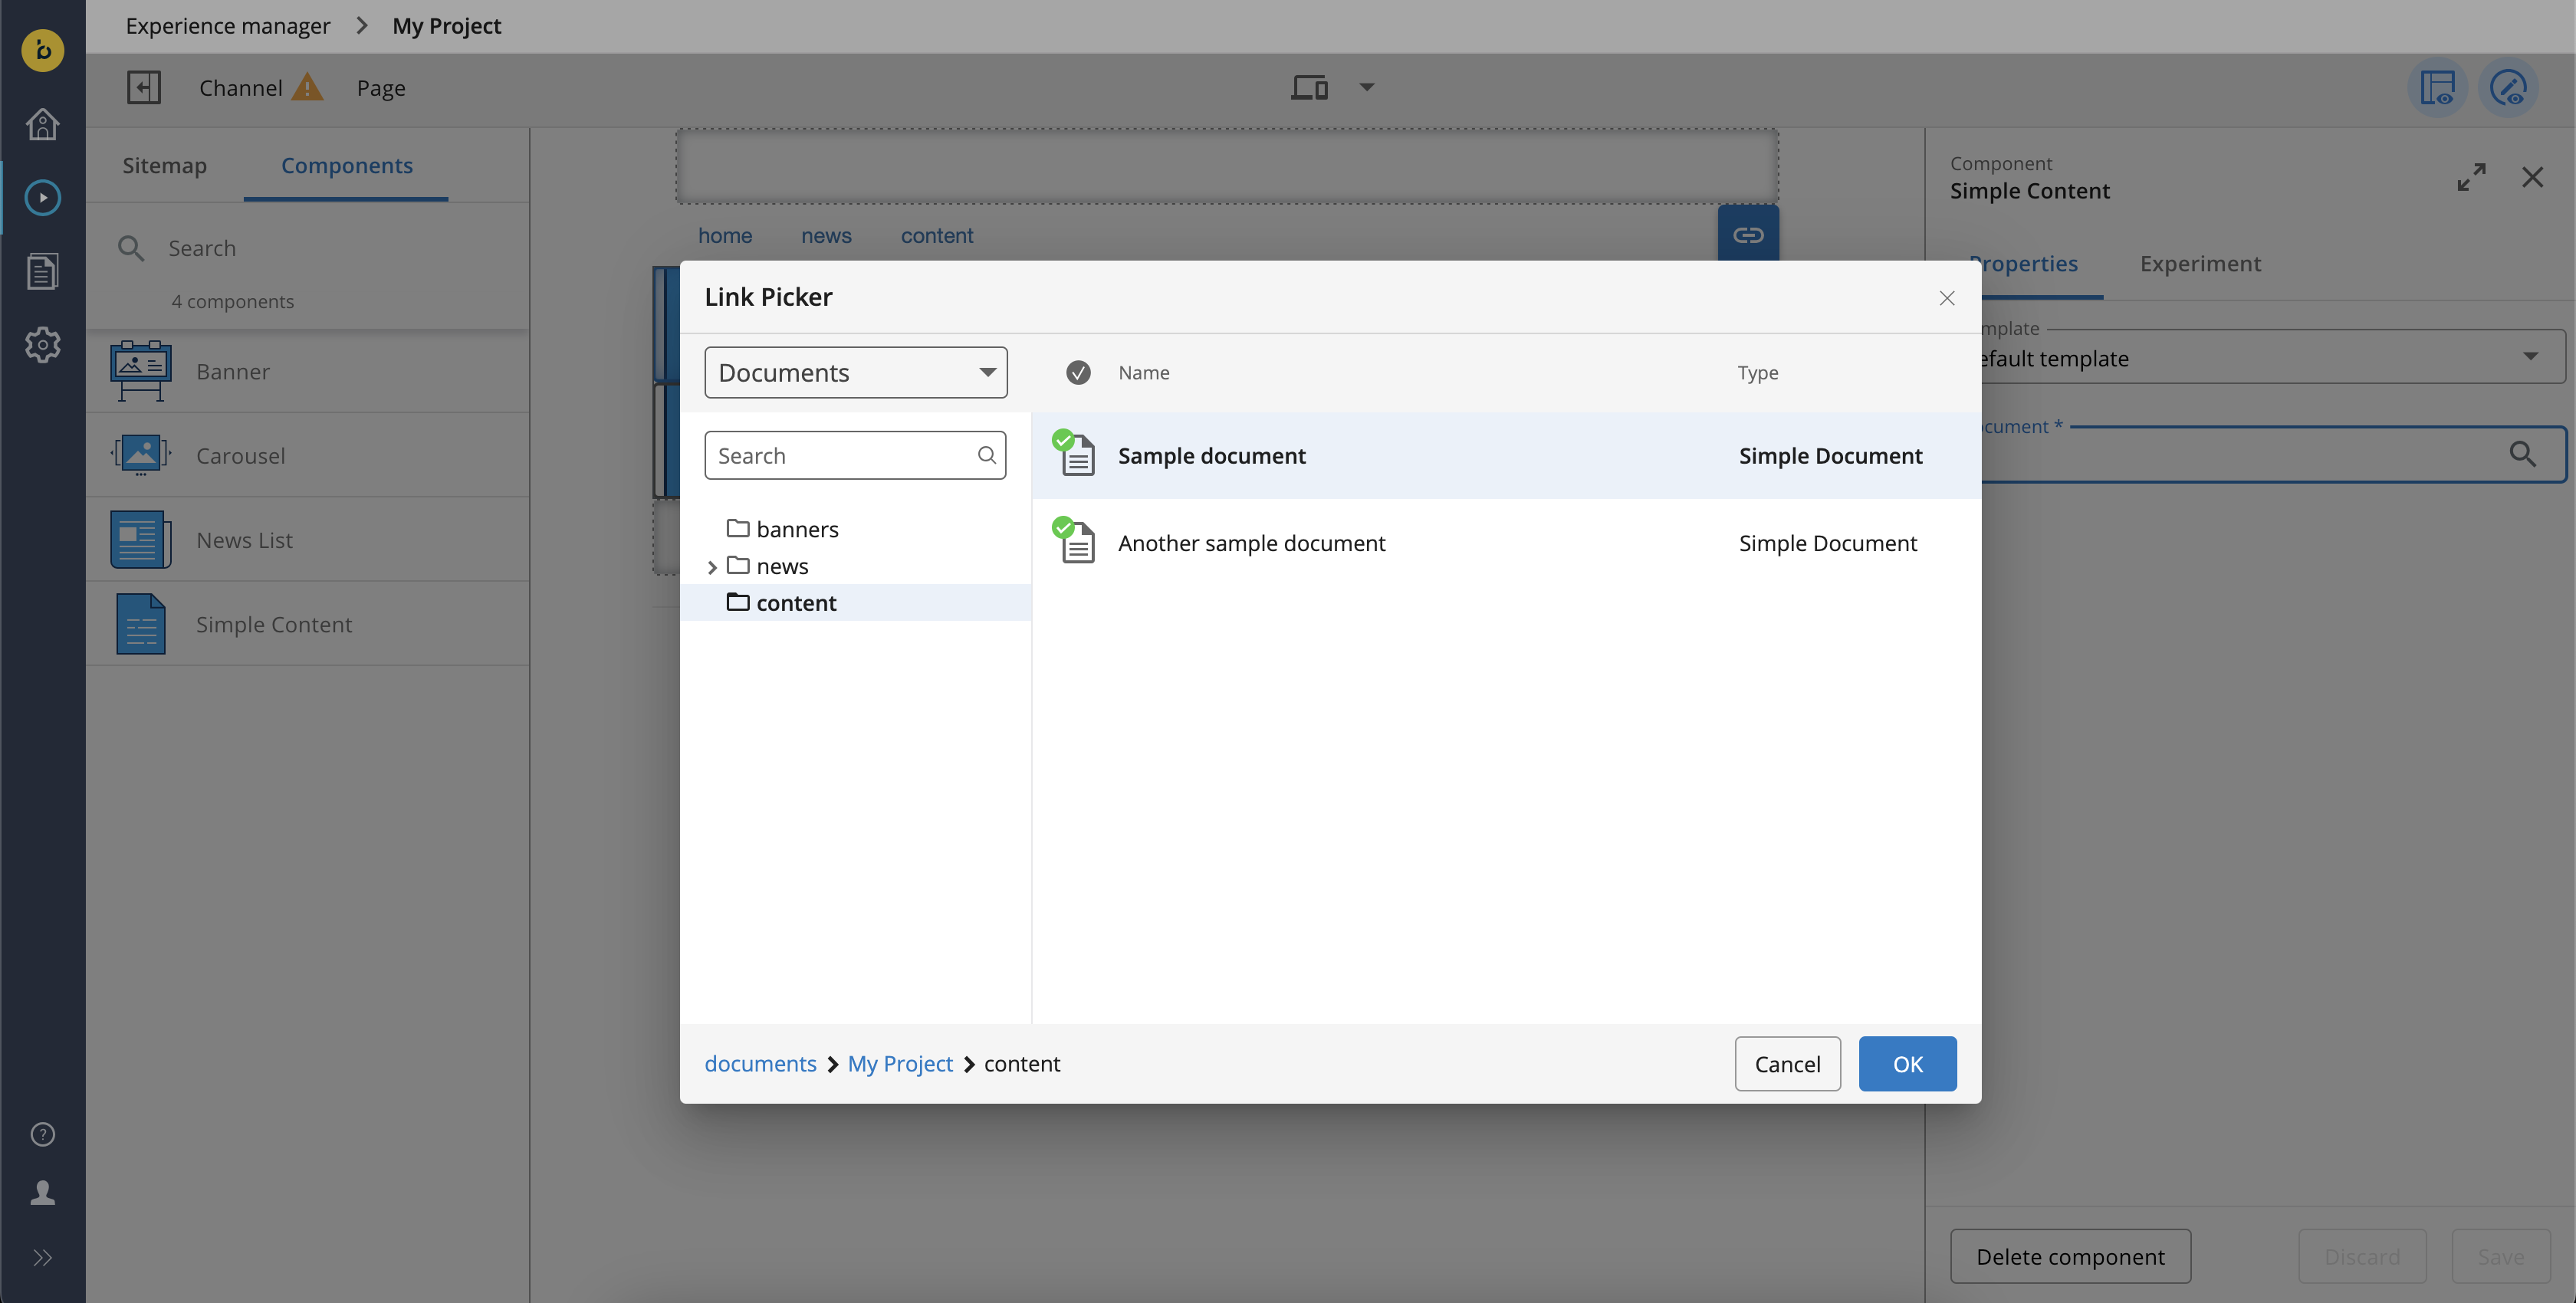 Experience manager > My Project
Channel Page
Sitemap Components
Search
4 components
Banner
Carousel
News List
Simple Content
home news content
Component
Simple Content
Properties Experiment
mplate
efault template
cument *
Link Picker
Documents
Name Type
Search
banners
news
content
Sample document Simple Document
Another sample document Simple Document
documents > My Project > content
Cancel OK
Delete component Discard Save